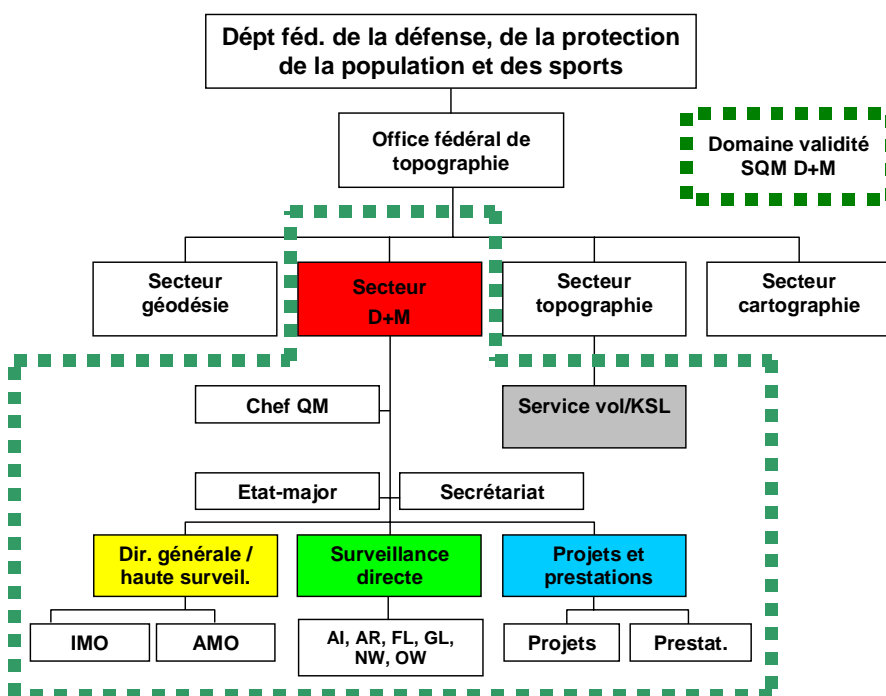 Dépt féd. de la défense, de la protection
de la population et des sports
Office fédéral de
topographie
Domaine validité
SQM D+M
Secteur
géodésie
Secteur
D+M
Secteur
topographie
Secteur
cartographie
Chef QM
Service vol/KSL
Etat-major
Secrétariat
Dir. générale /
haute surveil.
Surveillance
directe
Projets et
prestations
IMO
AMO
AI, AR, FL, GL,
NW, OW
Projets
Prestat.